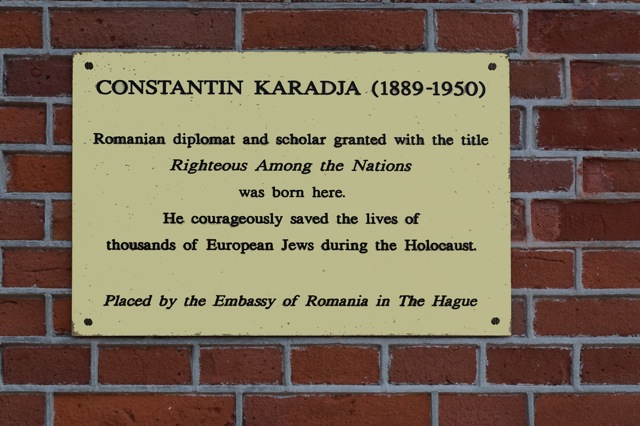 CONSTANTIN KARADJA (1889-1950)
Romanian diplomat and scholar granted with the title
Righteous Among the Nations
was born here.
He courageously saved the lives of
thousands of European Jews during the Holocaust.
Placed by the Embassy of Romania in The Hague